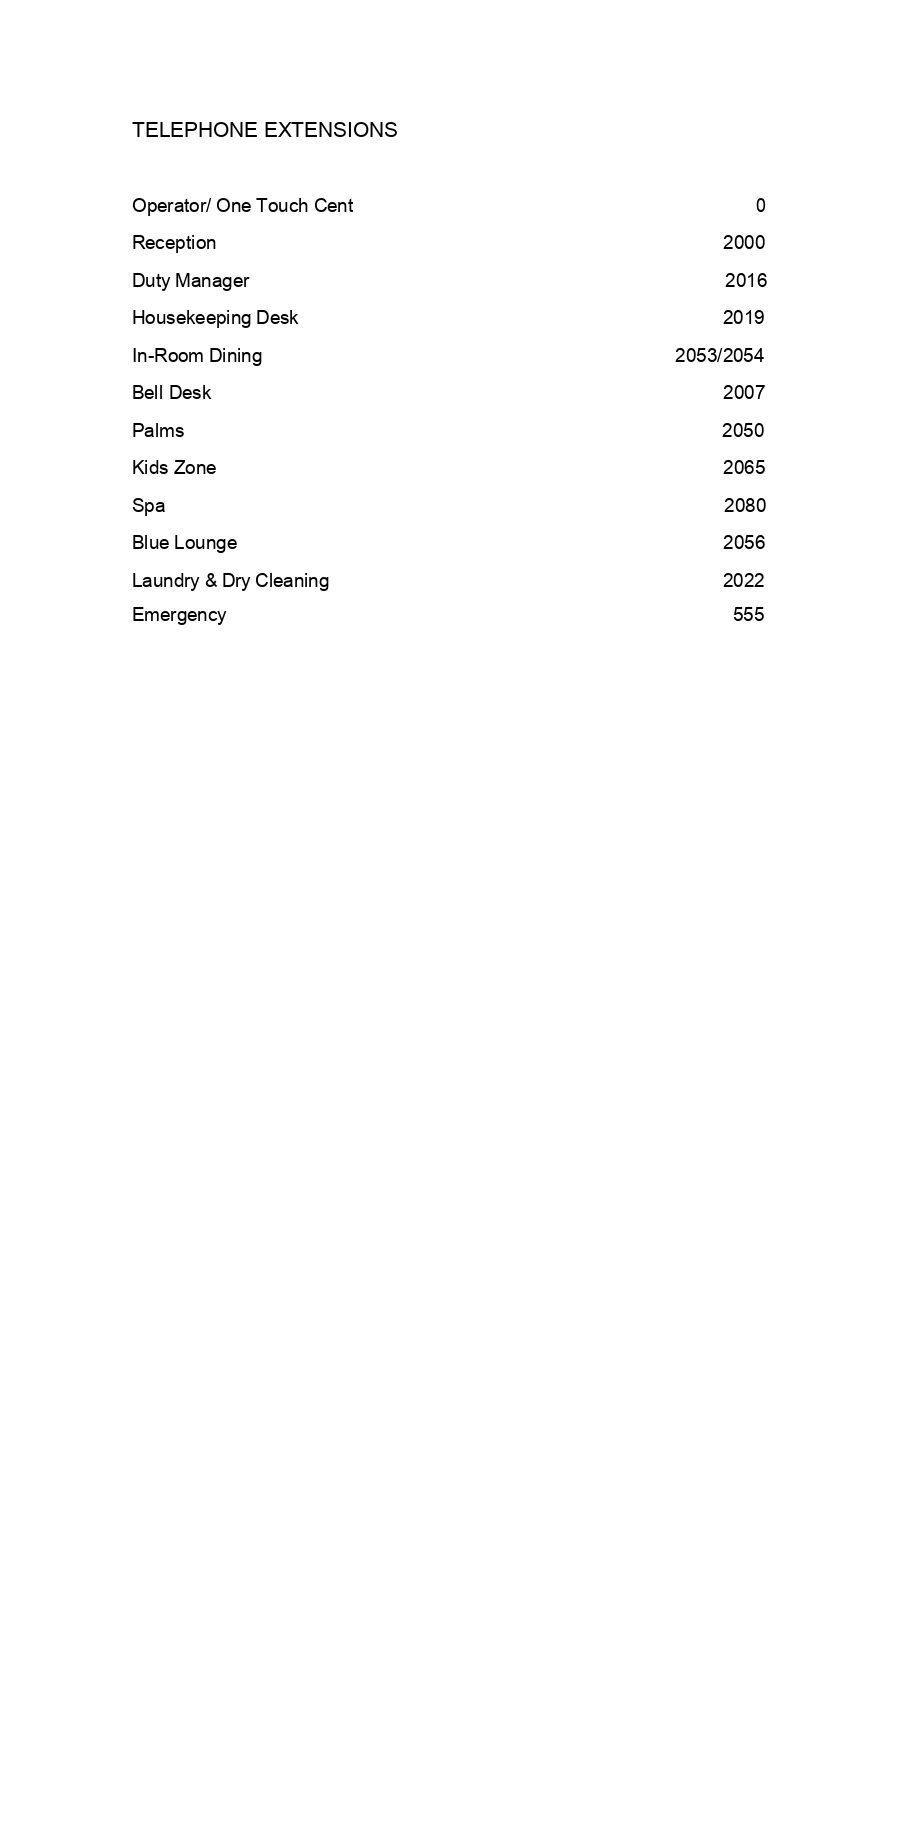 TELEPHONE EXTENSIONS
Operator/ One Touch Cent 0
Reception 2000
Duty Manager 2016
Housekeeping Desk 2019
In-Room Dining 2053/2054
Bell Desk 2007
Palms 2050
Kids Zone 2065
Spa 2080
Blue Lounge 2056
Laundry & Dry Cleaning 2022
Emergency 555